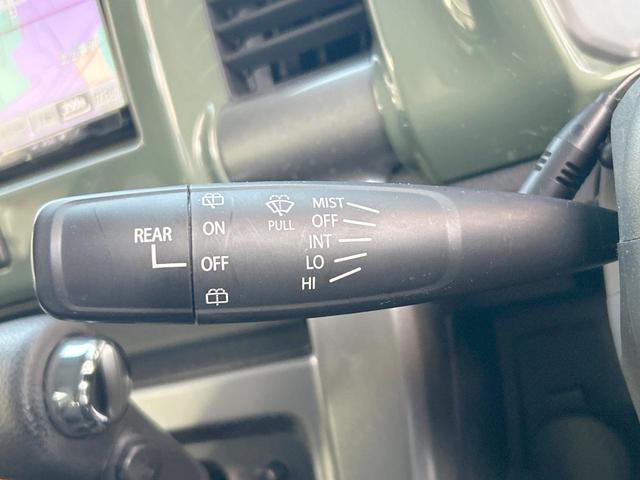 REAR
ON
OFF
PULL
MIST
OFF
INT
LO
HI